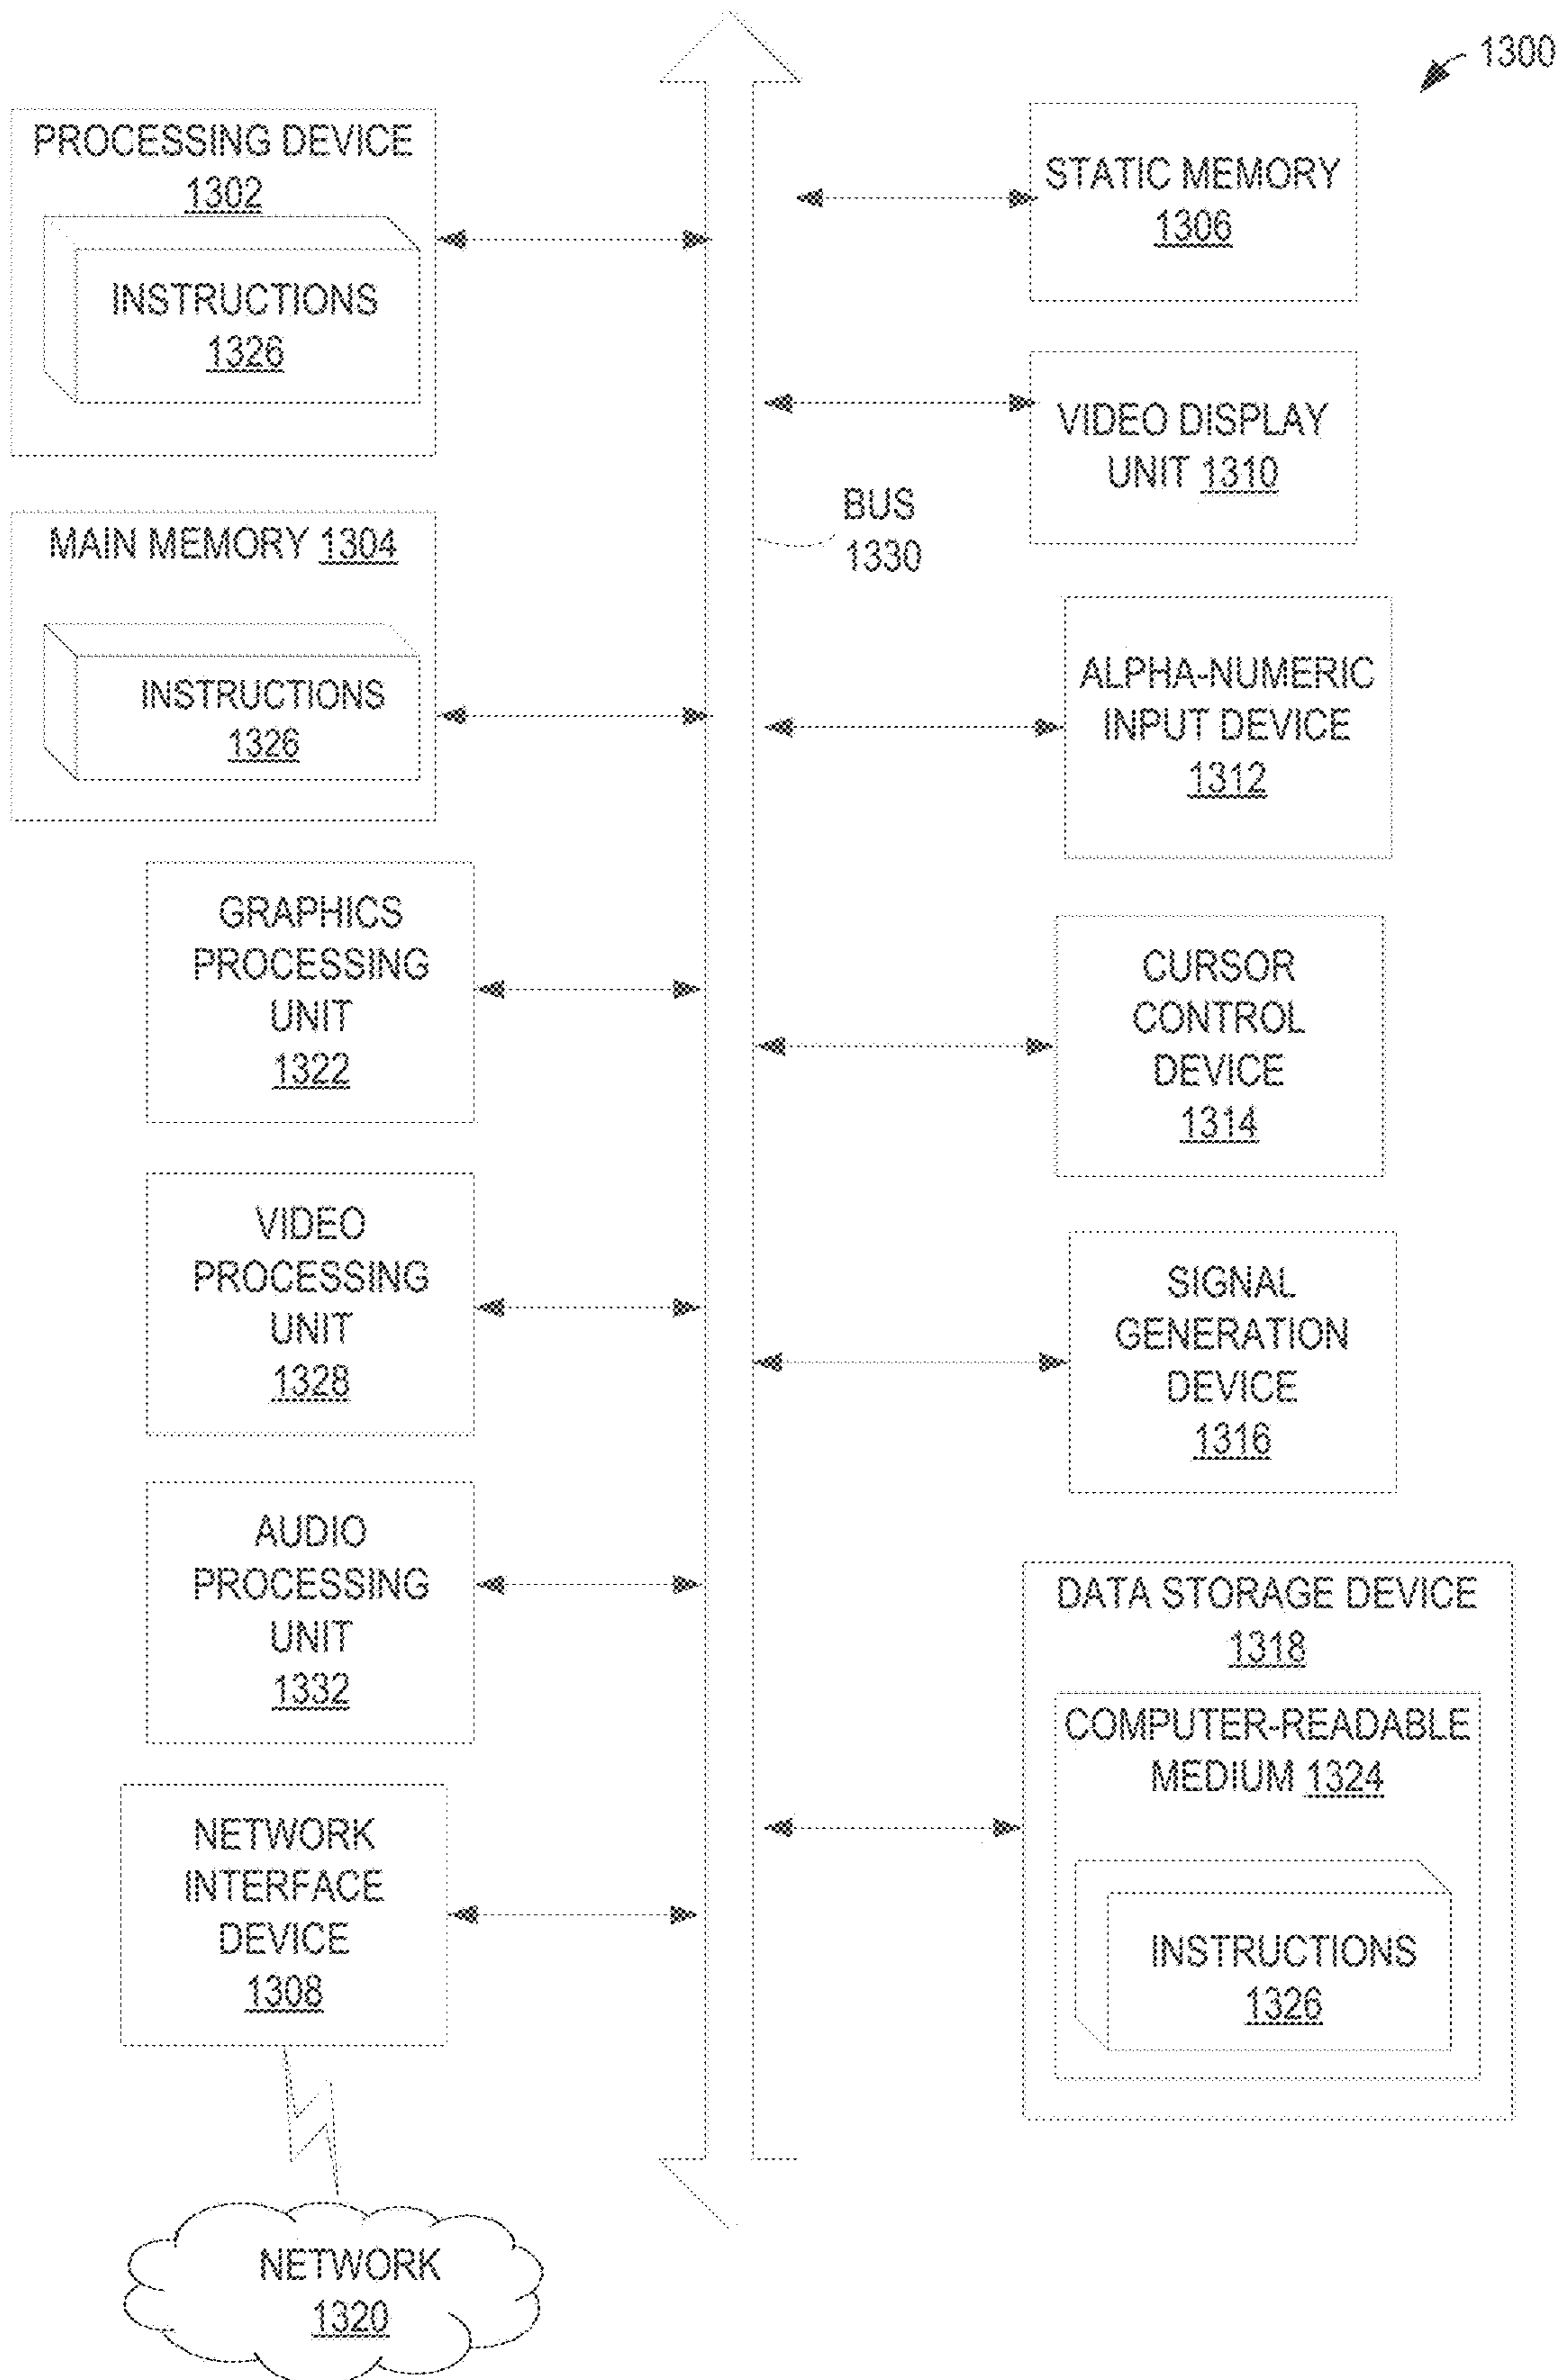 1300
PROCESSING DEVICE
1302
INSTRUCTIONS
1326
MAIN MEMORY 1304
INSTRUCTIONS
1326
GRAPHICS
PROCESSING
UNIT
1322
VIDEO
PROCESSING
UNIT
1328
AUDIO
PROCESSING
UNIT
1332
NETWORK
INTERFACE
DEVICE
1308
NETWORK
1320
BUS
1330
STATIC MEMORY
1306
VIDEO DISPLAY
UNIT 1310
ALPHA-NUMERIC
INPUT DEVICE
1312
CURSOR
CONTROL
DEVICE
1314
SIGNAL
GENERATION
DEVICE
1316
DATA STORAGE DEVICE
1318
COMPUTER-READABLE
MEDIUM 1324
INSTRUCTIONS
1326